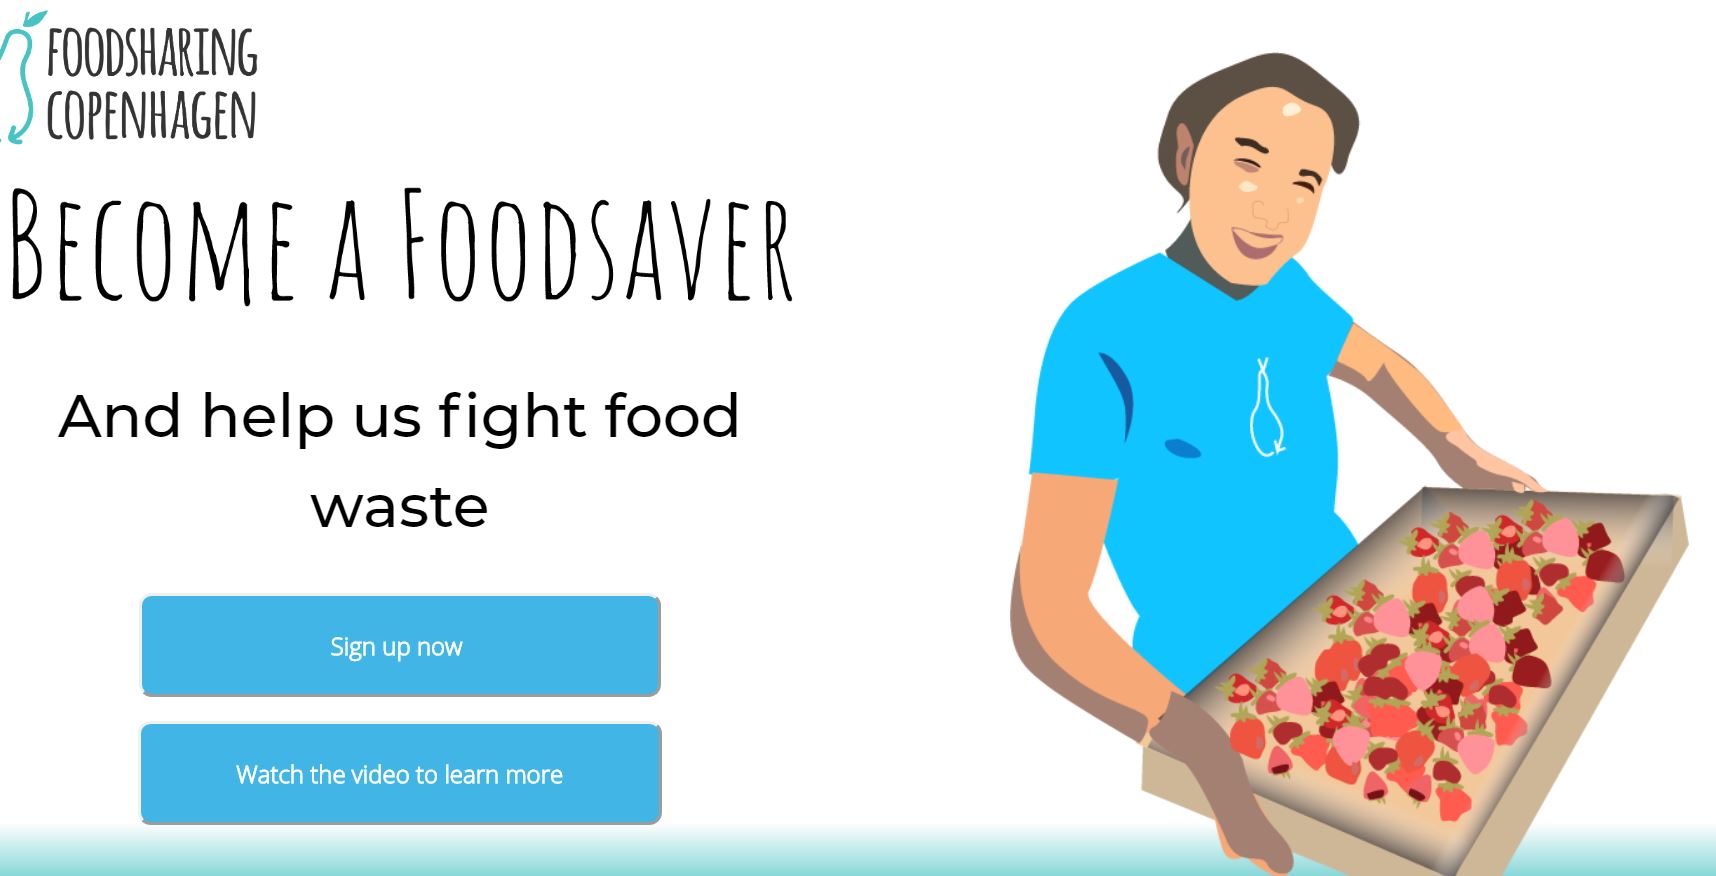 FOODSHARING
COPENHAGEN
BECOME A FOODSAVER
And help us fight food
waste
Sign up now
Watch the video to learn more